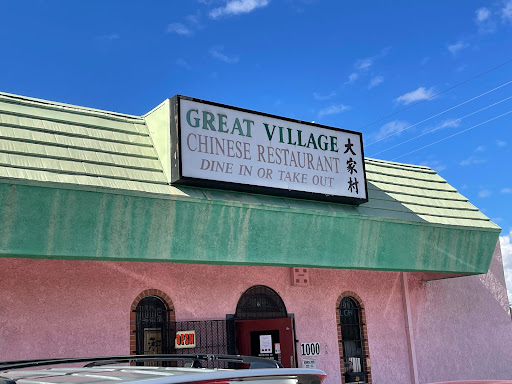 GREAT VILLAGE
CHINESE RESTAURANT
DINE IN OR TAKE OUT
大家村
OPEN
1000